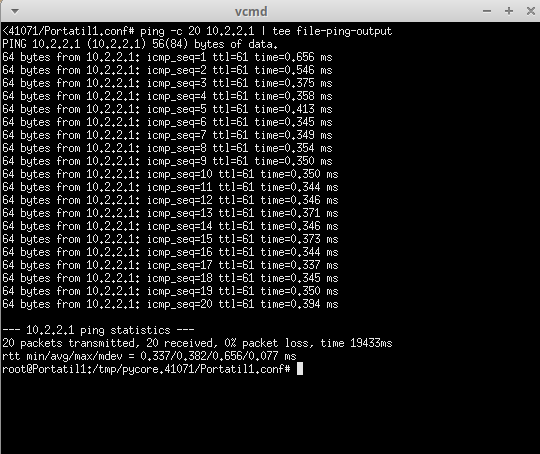 vcmd
<41071/Portatil1.conf# ping -c 20 10.2.2.1 | tee file-ping-output
PING 10.2.2.1 (10.2.2.1) 56(84) bytes of data.
64 bytes from 10.2.2.1: icmp_seq=1 ttl=61 time=0.656 ms
64 bytes from 10.2.2.1: icmp_seq=2 ttl=61 time=0.546 ms
64 bytes from 10.2.2.1: icmp_seq=3 ttl=61 time=0.375 ms
64 bytes from 10.2.2.1: icmp_seq=4 ttl=61 time=0.358 ms
64 bytes from 10.2.2.1: icmp_seq=5 ttl=61 time=0.413 ms
64 bytes from 10.2.2.1: icmp_seq=6 ttl=61 time=0.345 ms
64 bytes from 10.2.2.1: icmp_seq=7 ttl=61 time=0.349 ms
64 bytes from 10.2.2.1: icmp_seq=8 ttl=61 time=0.354 ms
64 bytes from 10.2.2.1: icmp_seq=9 ttl=61 time=0.350 ms
64 bytes from 10.2.2.1: icmp_seq=10 ttl=61 time=0.350 ms
64 bytes from 10.2.2.1: icmp_seq=11 ttl=61 time=0.344 ms
64 bytes from 10.2.2.1: icmp_seq=12 ttl=61 time=0.346 ms
64 bytes from 10.2.2.1: icmp_seq=13 ttl=61 time=0.371 ms
64 bytes from 10.2.2.1: icmp_seq=14 ttl=61 time=0.346 ms
64 bytes from 10.2.2.1: icmp_seq=15 ttl=61 time=0.373 ms
64 bytes from 10.2.2.1: icmp_seq=16 ttl=61 time=0.344 ms
64 bytes from 10.2.2.1: icmp_seq=17 ttl=61 time=0.337 ms
64 bytes from 10.2.2.1: icmp_seq=18 ttl=61 time=0.345 ms
64 bytes from 10.2.2.1: icmp_seq=19 ttl=61 time=0.350 ms
64 bytes from 10.2.2.1: icmp_seq=20 ttl=61 time=0.394 ms
--- 10.2.2.1 ping statistics ---
20 packets transmitted, 20 received, 0% packet loss, time 19433ms
rtt min/avg/max/mdev = 0.337/0.382/0.656/0.077 ms
root@Portatil1:/tmp/pycore.41071/Portatil1.conf#